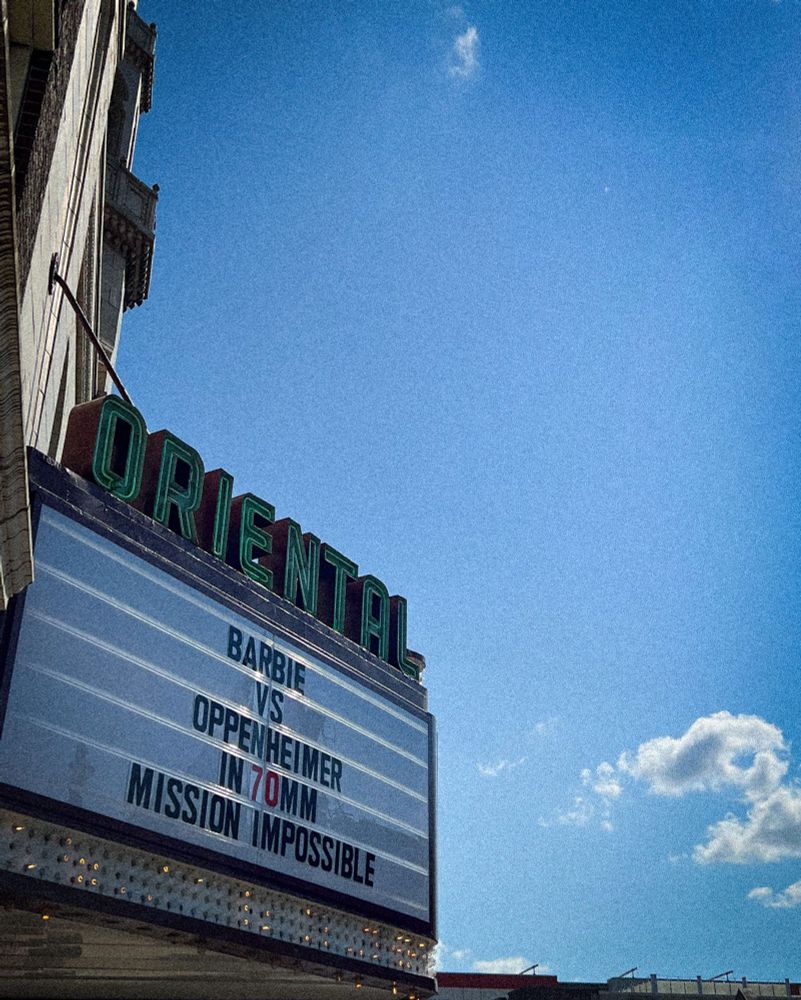 ORIENTAL
BARBIE
VS
OPPENHEIMER
IN 70MM
MISSION IMPOSSIBLE